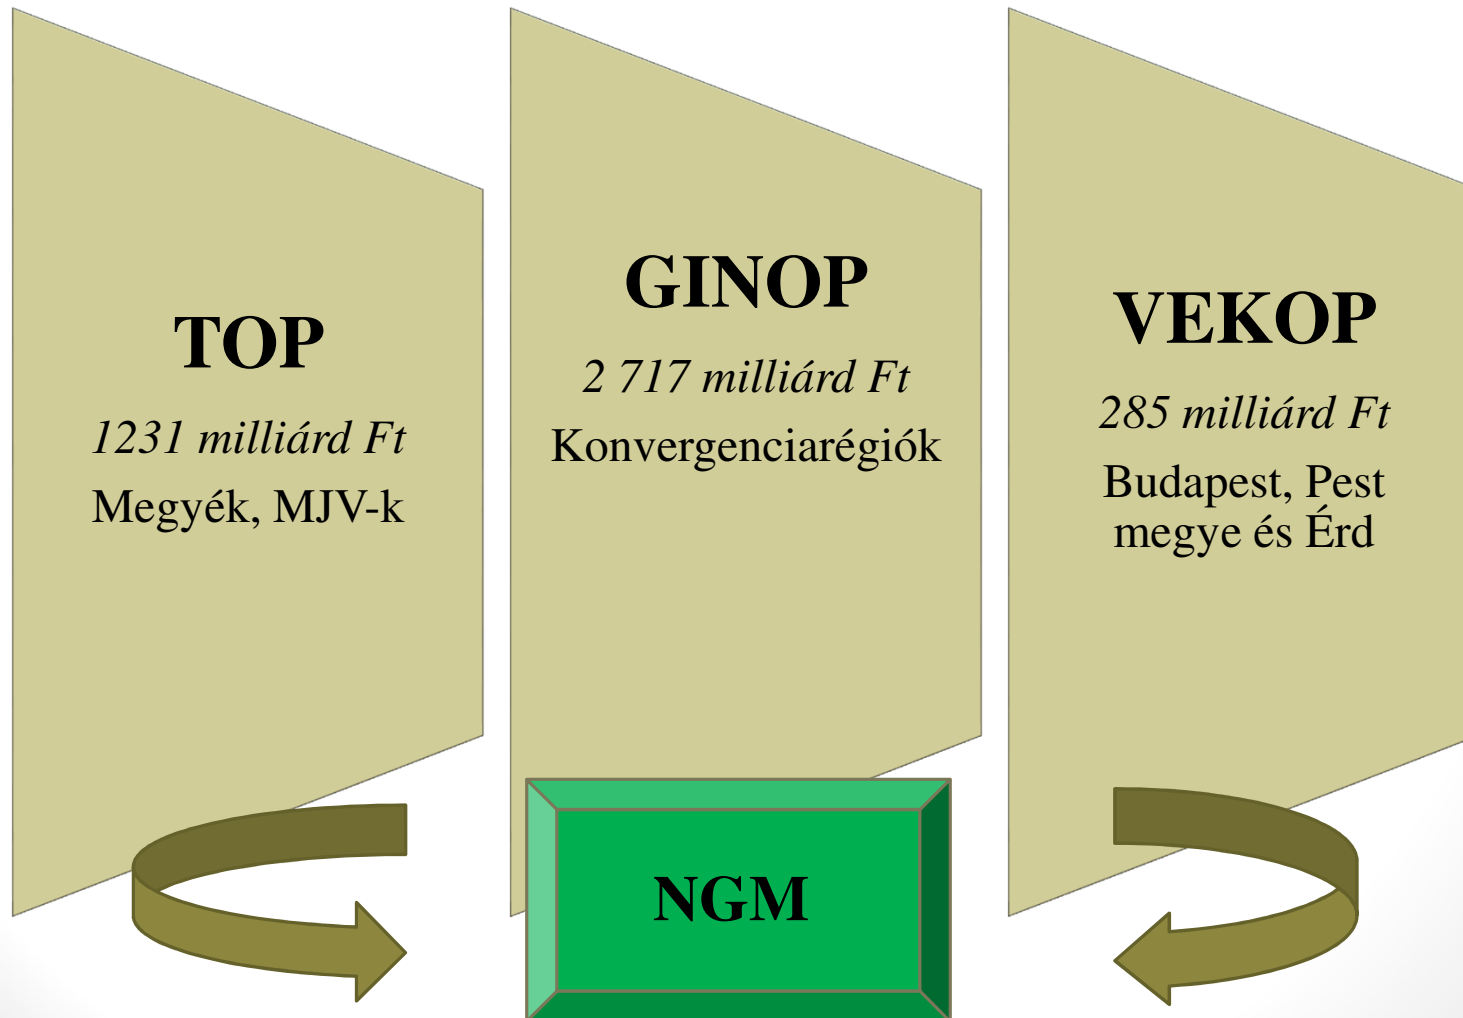 TOP
1231 milliárd Ft
Megyék, MJV-k
GINOP
2 717 milliárd Ft
Konvergenciarégiók
VEKOP
285 milliárd Ft
Budapest, Pest
megye és Érd
NGM